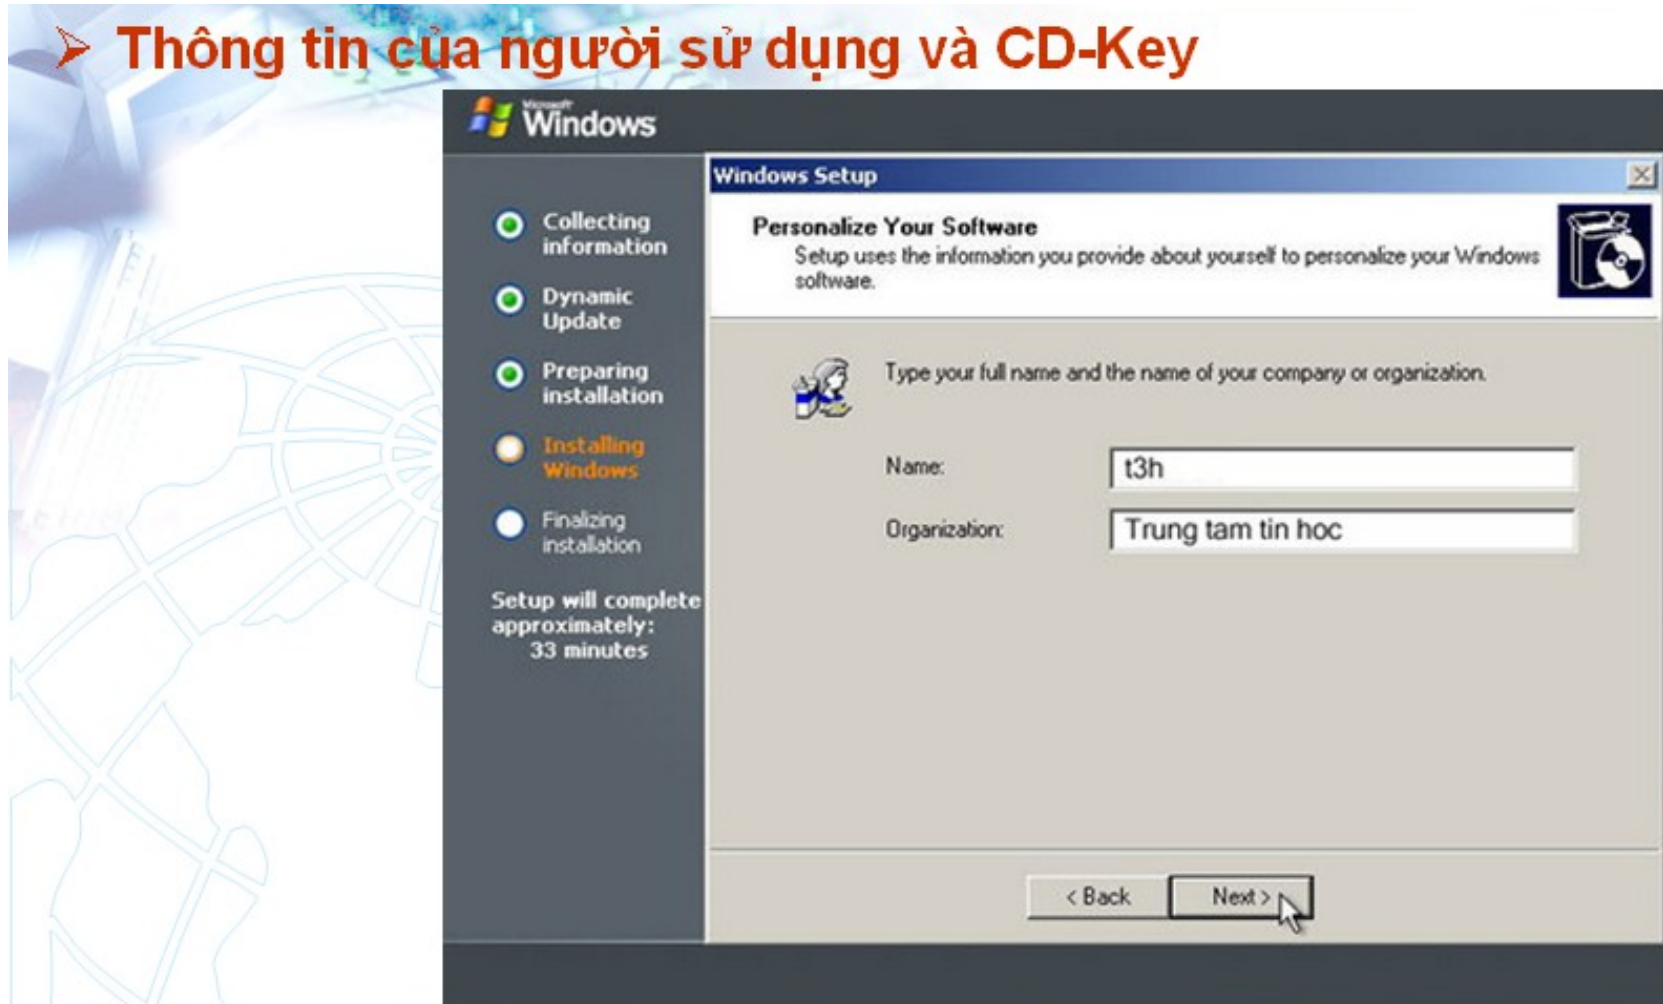 Thông tin của người sử dụng và CD-Key
Microsoft
Windows
Collecting
information
Dynamic
Update
Preparing
installation
Installing
Windows
Finalizing
installation
Setup will complete
approximately:
33 minutes
Windows Setup
Personalize Your Software
Setup uses the information you provide about yourself to personalize your Windows
software.
Type your full name and the name of your company or organization.
Name: t3h
Organization: Trung tam tin hoc
< Back Next >